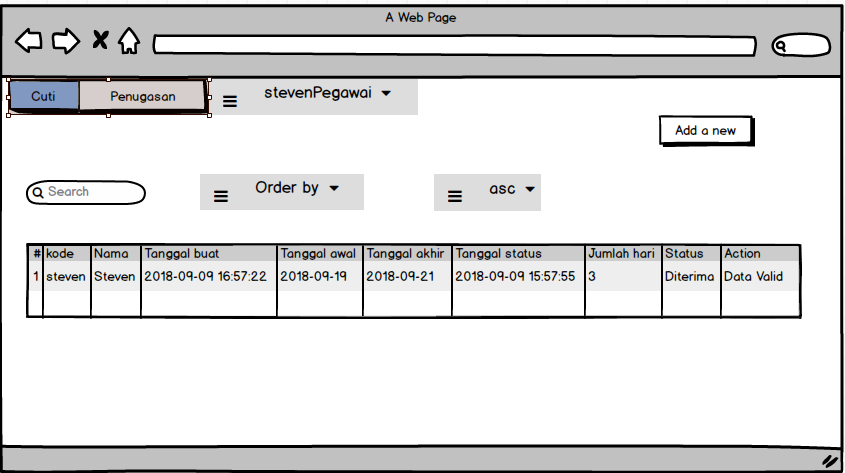 A Web Page
Cuti Penugasan stevenPegawai
Add a new
Search Order by asc
# kode Nama Tanggal buat Tanggal awal Tanggal akhir Tanggal status Jumlah hari Status Action
1 steven Steven 2018-09-09 16:57:22 2018-09-19 2018-09-21 2018-09-09 15:57:55 3 Diterima Data Valid